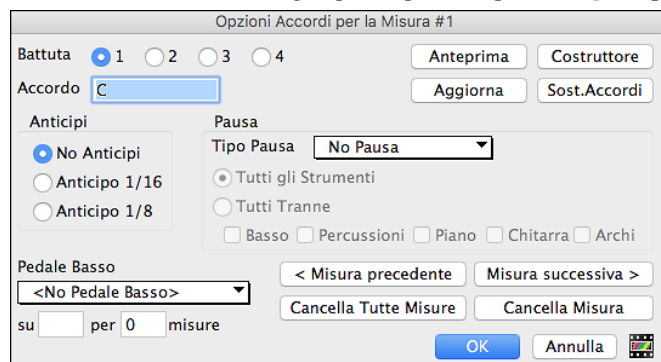 Opzioni Accordi per la Misura #1
Battuta 1 2 3 4 Anteprima Costruttore
Accordo C Aggiorna Sost.Accordi
Anticipi Pausa
No Anticipi Tipo Pausa No Pausa
Anticipo 1/16 Tutti gli Strumenti
Anticipo 1/8 Tutti Tranne
Basso Percussioni Piano Chitarra Archi
Pedale Basso < Misura precedente Misura successiva >
<No Pedale Basso> Cancella Tutte Misure Cancella Misura
su per 0 misure
OK Annulla